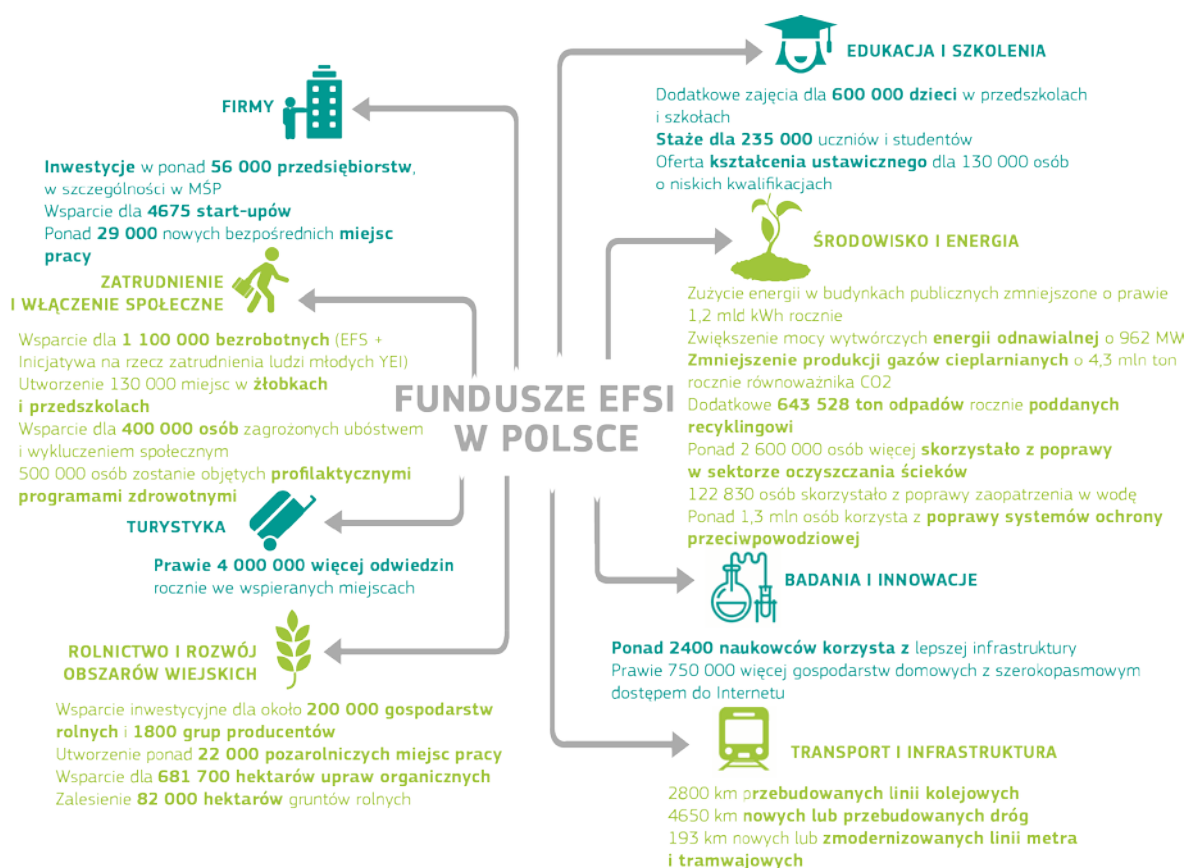 FUNDUSZE EFSI
W POLSCE
FIRMY
Inwestycje w ponad 56 000 przedsiębiorstw,
w szczególności w MŚP
Wsparcie dla 4675 start-upów
Ponad 29 000 nowych bezpośrednich miejsc
pracy
ZATRUDNIENIE
I WŁĄCZENIE SPOŁECZNE
Wsparcie dla 1 100 000 bezrobotnych (EFS +
Inicjatywa na rzecz zatrudnienia ludzi młodych YEI)
Utworzenie 130 000 miejsc w żłobkach
i przedszkolach
Wsparcie dla 400 000 osób zagrożonych ubóstwem
i wykluczeniem społecznym
500 000 osób zostanie objętych profilaktycznymi
programami zdrowotnymi
TURYSTYKA
Prawie 4 000 000 więcej odwiedzin
rocznie we wspieranych miejscach
ROLNICTWO I ROZWÓJ
OBSZARÓW WIEJSKICH
Wsparcie inwestycyjne dla około 200 000 gospodarstw
rolnych i 1800 grup producentów
Utworzenie ponad 22 000 pozarolniczych miejsc pracy
Wsparcie dla 681 700 hektarów upraw organicznych
Zalesienie 82 000 hektarów gruntów rolnych
EDUKACJA I SZKOLENIA
Dodatkowe zajęcia dla 600 000 dzieci w przedszkolach
i szkołach
Staże dla 235 000 uczniów i studentów
Oferta kształcenia ustawicznego dla 130 000 osób
o niskich kwalifikacjach
ŚRODOWISKO I ENERGIA
Zużycie energii w budynkach publicznych zmniejszone o prawie
1,2 mld kWh rocznie
Zwiększenie mocy wytwórczych energii odnawialnej o 962 MW
Zmniejszenie produkcji gazów cieplarnianych o 4,3 mln ton
rocznie równoważnika CO2
Dodatkowe 643 528 ton odpadów rocznie poddanych
recyklingowi
Ponad 2 600 000 osób więcej skorzystało z poprawy
w sektorze oczyszczania ścieków
122 830 osób skorzystało z poprawy zaopatrzenia w wodę
Ponad 1,3 mln osób korzysta z poprawy systemów ochrony
przeciwpowodziowej
BADANIA I INNOWACJE
Ponad 2400 naukowców korzysta z lepszej infrastruktury
Prawie 750 000 więcej gospodarstw domowych z szerokopasmowym
dostępem do Internetu
TRANSPORT I INFRASTRUKTURA
2800 km przebudowanych linii kolejowych
4650 km nowych lub przebudowanych dróg
193 km nowych lub zmodernizowanych linii metra
i tramwajowych